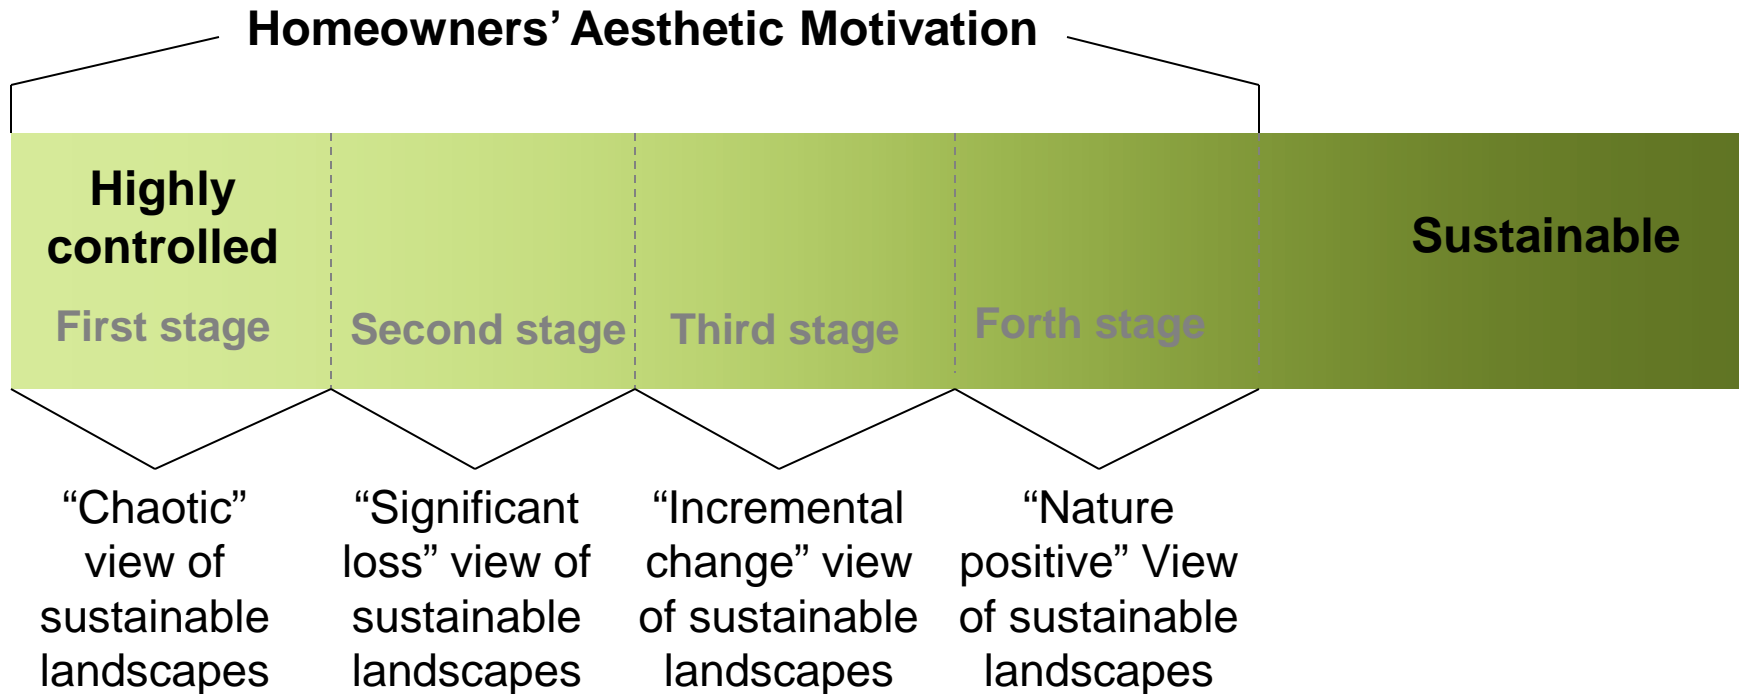 Homeowners’ Aesthetic Motivation
Highly
controlled
Sustainable
First stage
Second stage
Third stage
Forth stage
“Chaotic”
view of
sustainable
landscapes
“Significant
loss” view of
sustainable
landscapes
“Incremental
change” view
of sustainable
landscapes
“Nature
positive” View
of sustainable
landscapes